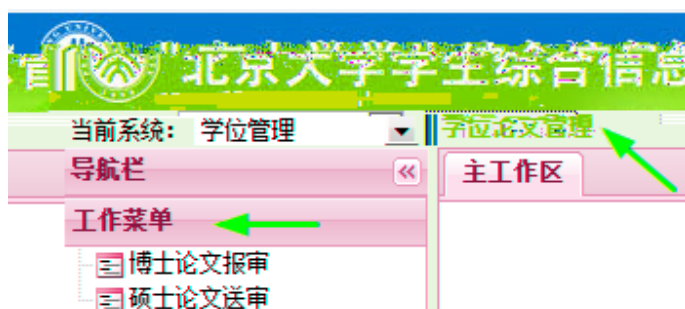 北京大学学生综合信息
当前系统： 学位管理
学位论文管理
导航栏
主工作区
工作菜单
博士论文报审
硕士论文送审